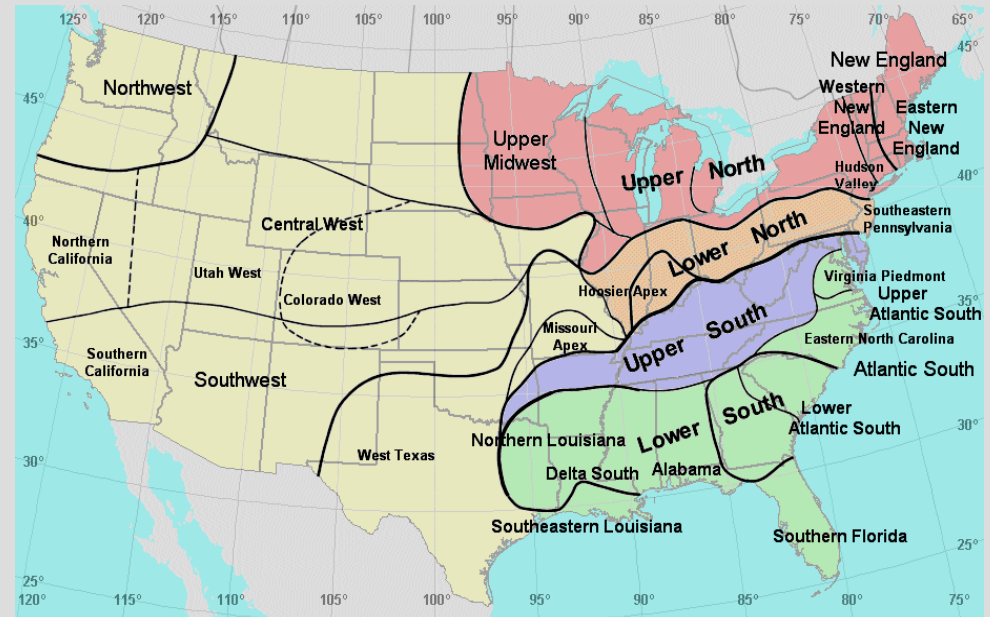 125°
120°
115°
110°
105°
100°
95°
90°
85°
80°
75°
70°
65°
45°
New England
Northwest
Western
New
England
Eastern
New
England
45°
Upper
Midwest
Upper
North
Hudson
Valley
40°
40°
Central West
Northern
California
Utah West
Colorado West
Lower
North
Southeastern
Pennsylvania
Hoosier Apex
Virginia Piedmont
Upper
Atlantic South
35°
35°
Missouri
Apex
Upper
South
Eastern North Carolina
Southern
California
Southwest
Atlantic South
Lower
South
Lower
Atlantic South
30°
30°
West Texas
Northern Louisiana
Delta South
Alabama
Southeastern Louisiana
Southern Florida
25°
25°
120°
115°
110°
105°
100°
95°
90°
85°
80°
75°